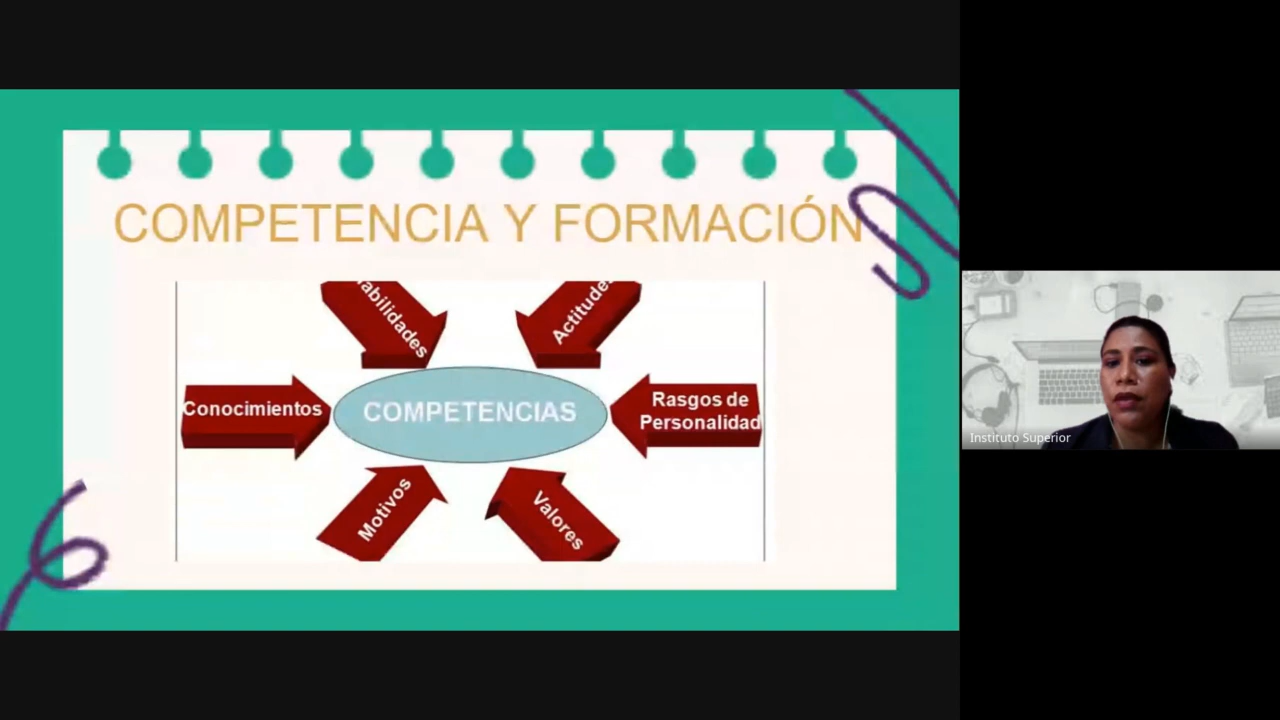 COMPETENCIA Y FORMACIÓN
abilidades
Actitude
Conocimientos
COMPETENCIAS
Rasgos de
Personalidad
Motivos
Valores
Instituto Superior